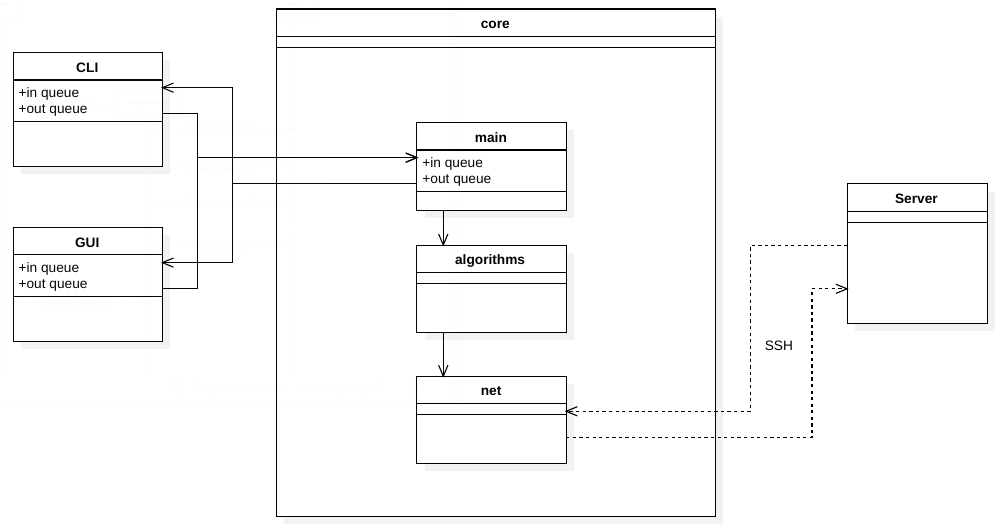 core
CLI
+in queue
+out queue
main
+in queue
+out queue
Server
GUI
+in queue
+out queue
algorithms
SSH
net